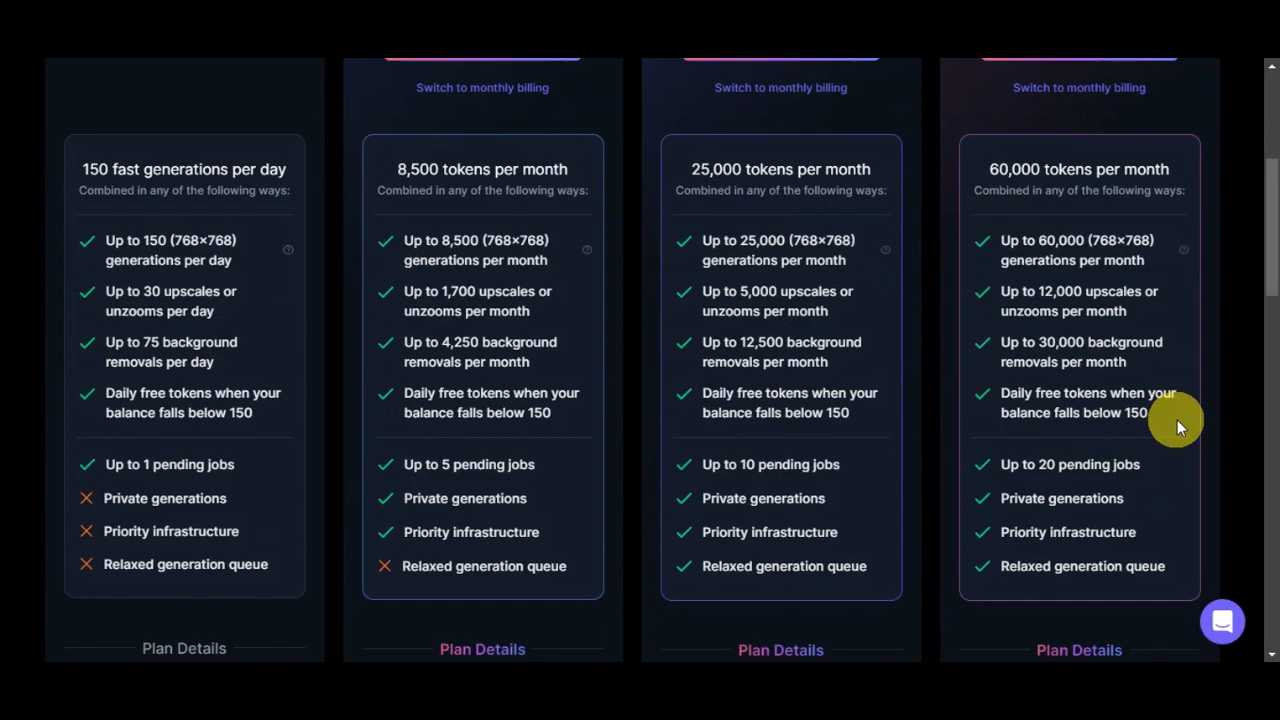 Switch to monthly billing
Switch to monthly billing
Switch to monthly billing
150 fast generations per day
Combined in any of the following ways:
Up to 150 (768×768)
generations per day
Up to 30 upscales or
unzooms per day
Up to 75 background
removals per day
Daily free tokens when your
balance falls below 150
Up to 1 pending jobs
Private generations
Priority infrastructure
Relaxed generation queue
Plan Details
8,500 tokens per month
Combined in any of the following ways:
Up to 8,500 (768×768)
generations per month
Up to 1,700 upscales or
unzooms per month
Up to 4,250 background
removals per month
Daily free tokens when your
balance falls below 150
Up to 5 pending jobs
Private generations
Priority infrastructure
Relaxed generation queue
Plan Details
25,000 tokens per month
Combined in any of the following ways:
Up to 25,000 (768×768)
generations per month
Up to 5,000 upscales or
unzooms per month
Up to 12,500 background
removals per month
Daily free tokens when your
balance falls below 150
Up to 10 pending jobs
Private generations
Priority infrastructure
Relaxed generation queue
Plan Details
60,000 tokens per month
Combined in any of the following ways:
Up to 60,000 (768×768)
generations per month
Up to 12,000 upscales or
unzooms per month
Up to 30,000 background
removals per month
Daily free tokens when your
balance falls below 150
Up to 20 pending jobs
Private generations
Priority infrastructure
Relaxed generation queue
Plan Details